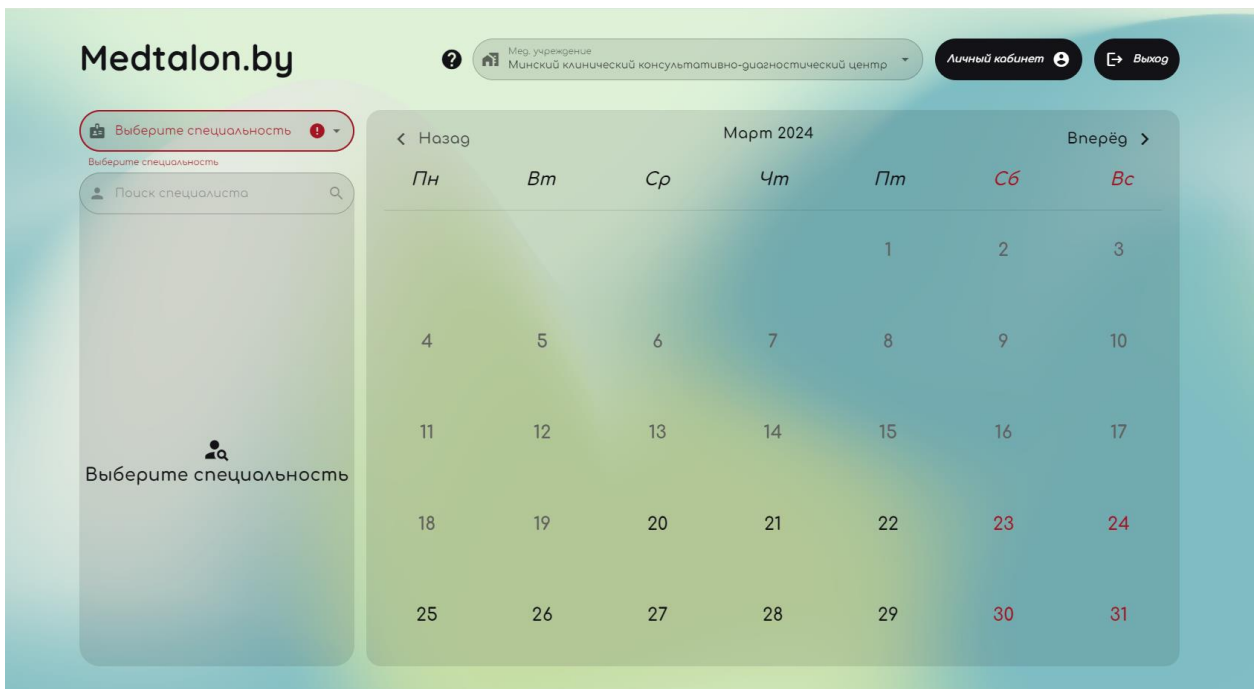 Medtalon.by
Мед. учреждение
Минский клинический консультативно-диагностический центр
Личный кабинет
Выход
Выберите специальность
Выберите специальность
Поиск специалиста
Выберите специальность
Назад Март 2024 Вперёд
Пн Вт Ср Чт Пт Сб Вс
1 2 3
4 5 6 7 8 9 10
11 12 13 14 15 16 17
18 19 20 21 22 23 24
25 26 27 28 29 30 31